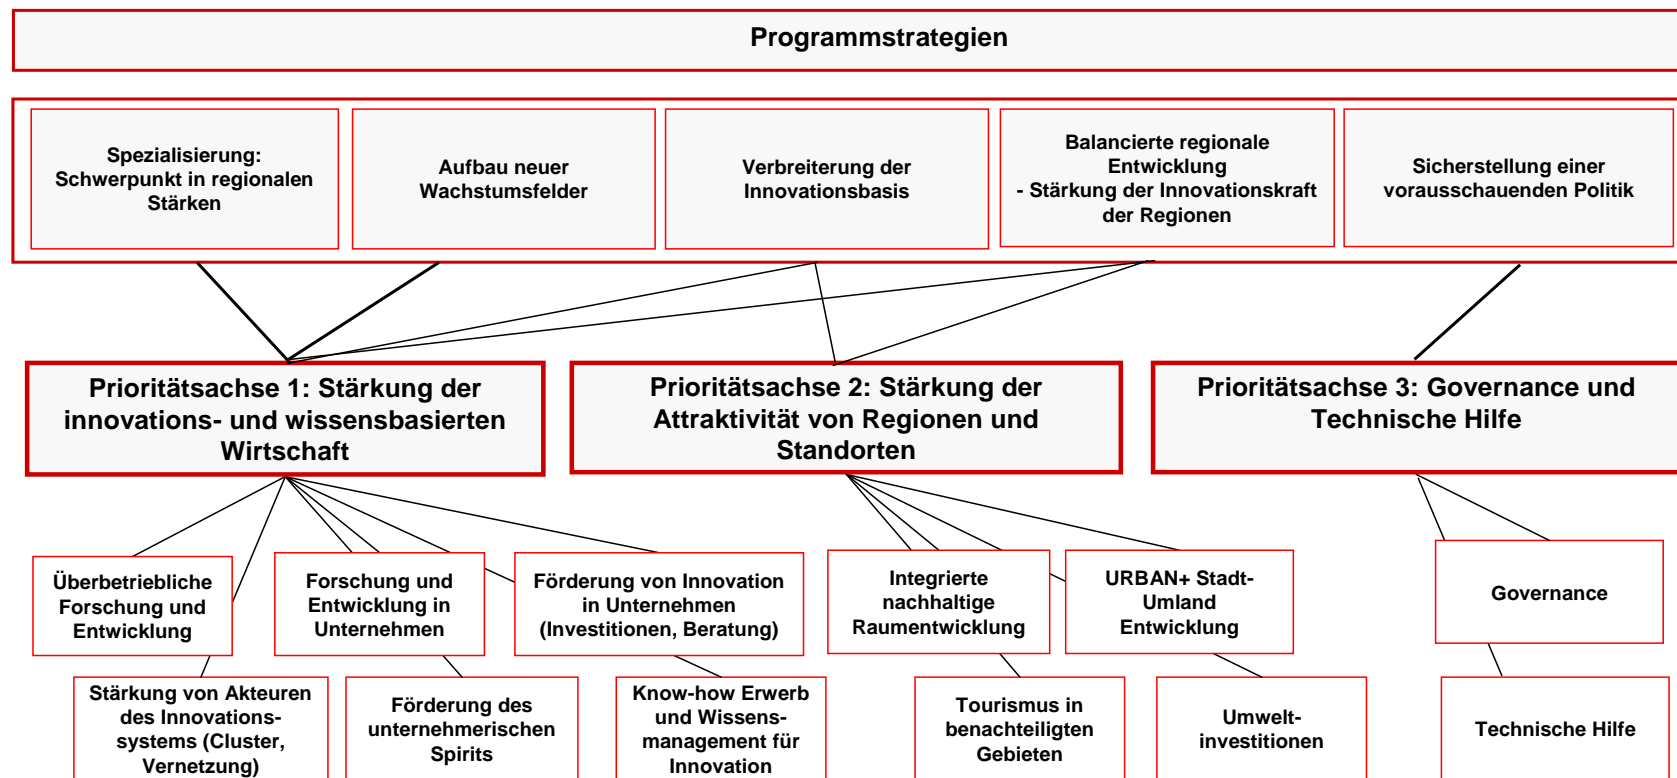 Programmstrategien
Spezialisierung:
Schwerpunkt in regionalen
Stärken
Aufbau neuer
Wachstumsfelder
Verbreiterung der
Innovationsbasis
Balancierte regionale
Entwicklung
- Stärkung der Innovationskraft
der Regionen
Sicherstellung einer
vorausschauenden Politik
Prioritätsachse 1: Stärkung der
innovations- und wissensbasierten
Wirtschaft
Prioritätsachse 2: Stärkung der
Attraktivität von Regionen und
Standorten
Prioritätsachse 3: Governance und
Technische Hilfe
Überbetriebliche
Forschung und
Entwicklung
Forschung und
Entwicklung in
Unternehmen
Förderung von Innovation
in Unternehmen
(Investitionen, Beratung)
Integrierte
nachhaltige
Raumentwicklung
URBAN+ Stadt-
Umland
Entwicklung
Governance
Stärkung von Akteuren
des Innovations-
systems (Cluster,
Vernetzung)
Förderung des
unternehmerischen
Spirits
Know-how Erwerb
und Wissens-
management für
Innovation
Tourismus in
benachteiligten
Gebieten
Umwelt-
investitionen
Technische Hilfe